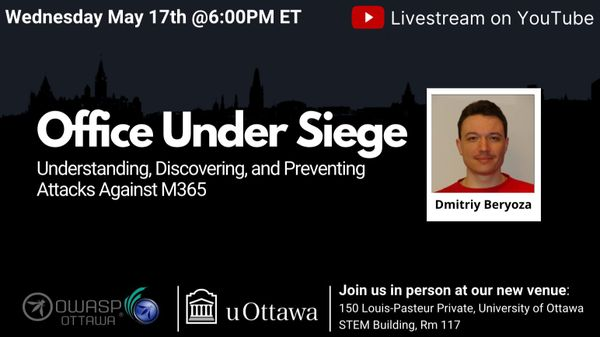 Wednesday May 17th @6:00PM ET
Livestream on YouTube
Office Under Siege
Understanding, Discovering, and Preventing
Attacks Against M365
Dmitriy Beryoza
OWASP
OTTAWA
®
uOttawa
Join us in person at our new venue:
150 Louis-Pasteur Private, University of Ottawa
STEM Building, Rm 117